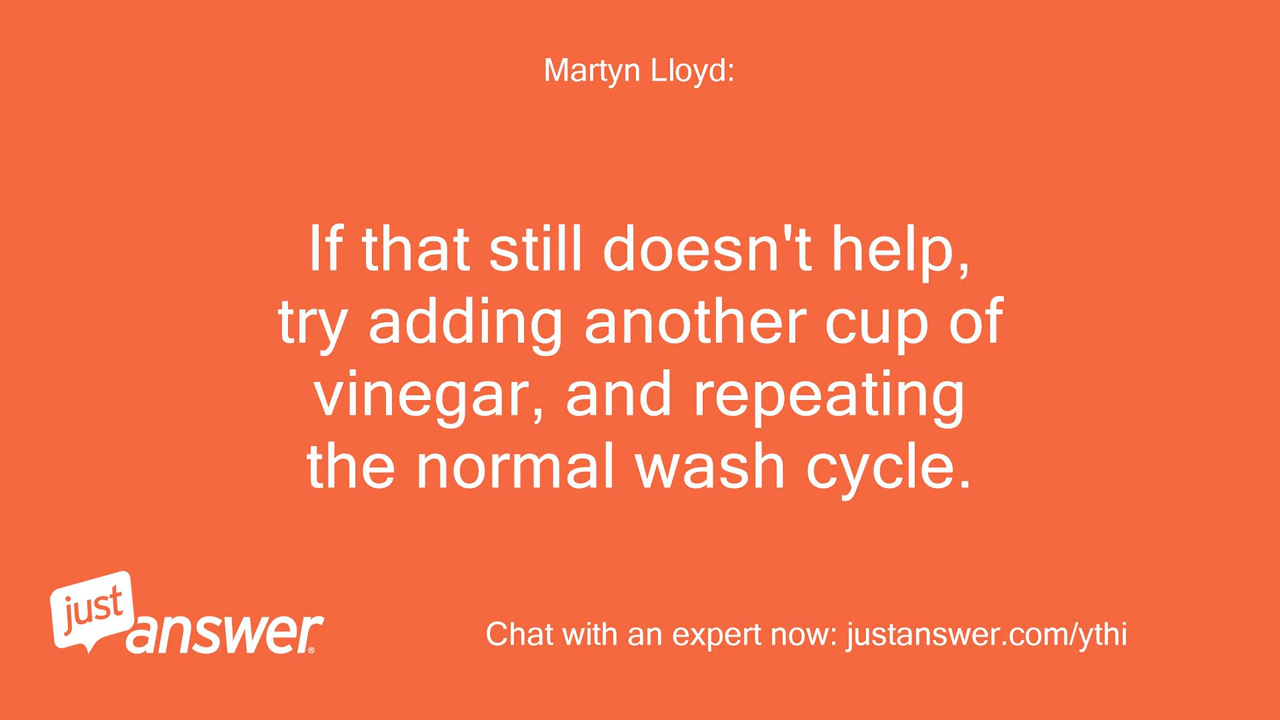 Martyn Lloyd:
If that still doesn't help,
try adding another cup of
vinegar, and repeating
the normal wash cycle.
just
answer®
Chat with an expert now: justanswer.com/ythi